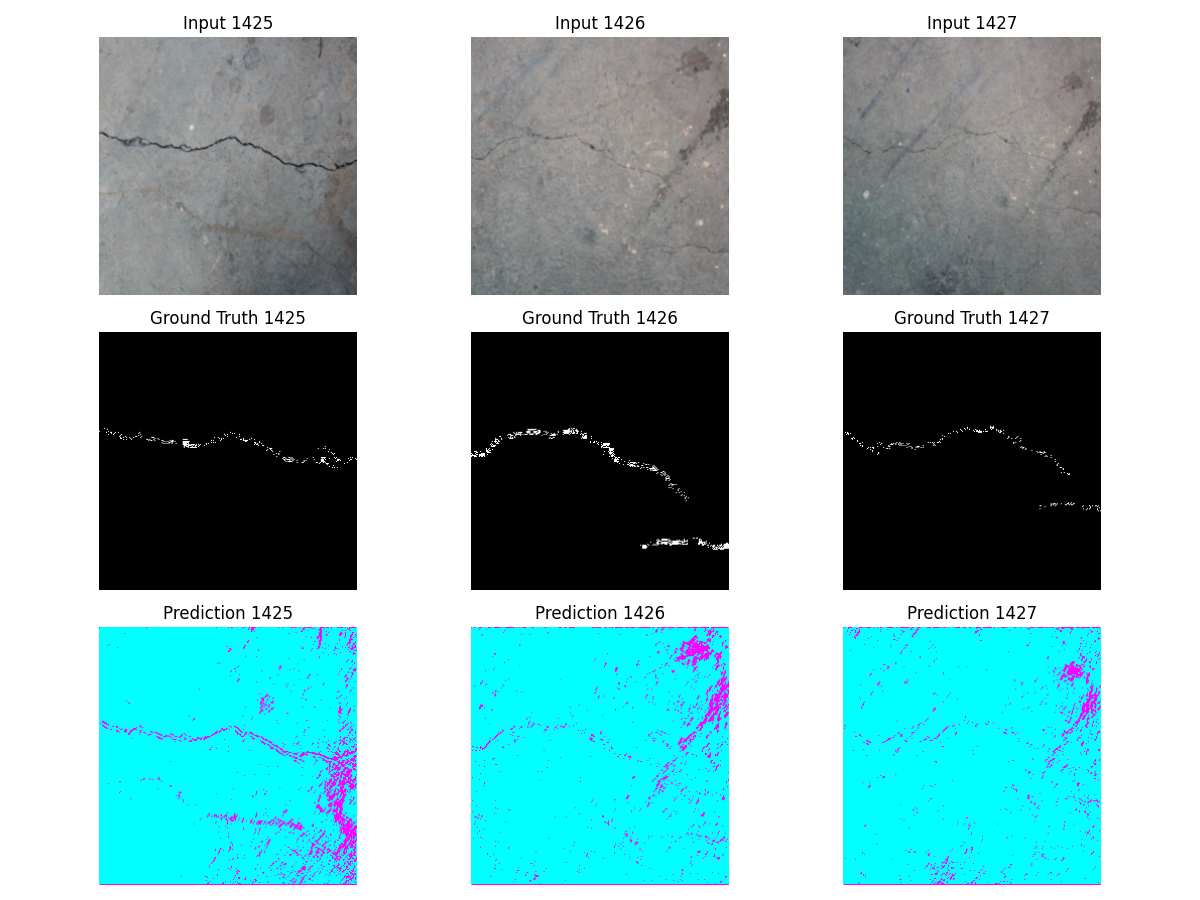 Input 1425
Input 1426
Input 1427
Ground Truth 1425
Ground Truth 1426
Ground Truth 1427
Prediction 1425
Prediction 1426
Prediction 1427